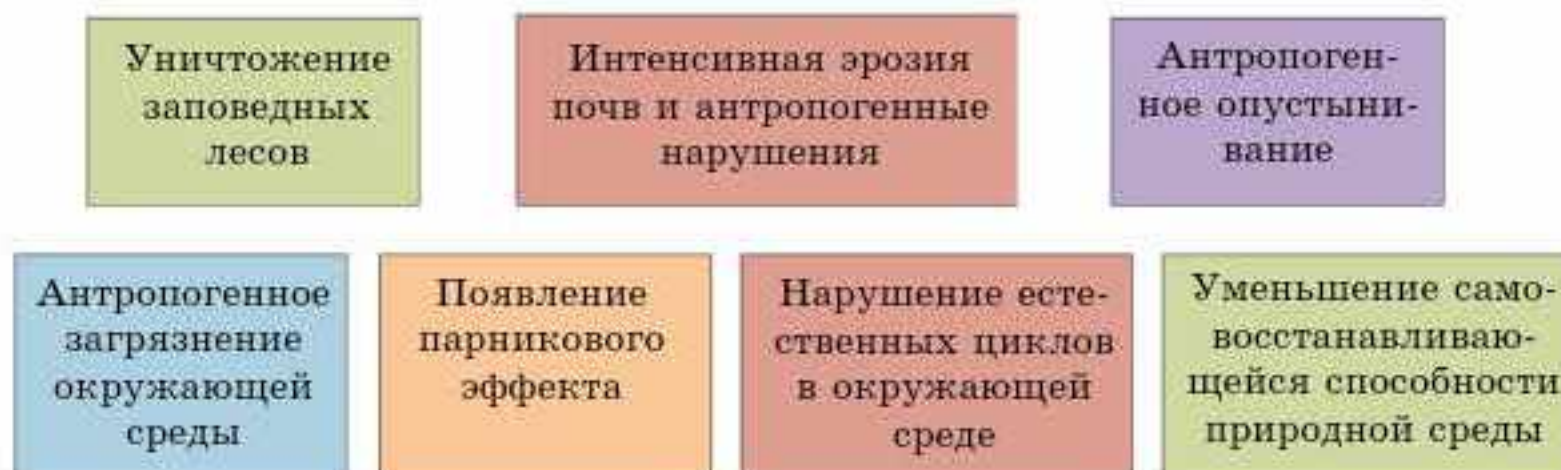 Уничтожение
заповедных
лесов
Интенсивная эрозия
почв и антропогенные
нарушения
Антропоген-
ное опустыни-
вание
Антропогенное
загрязнение
окружающей
среды
Появление
парникового
эффекта
Нарушение есте-
ственных циклов
в окружающей
среде
Уменьшение само-
восстанавливаю-
щейся способности
природной среды